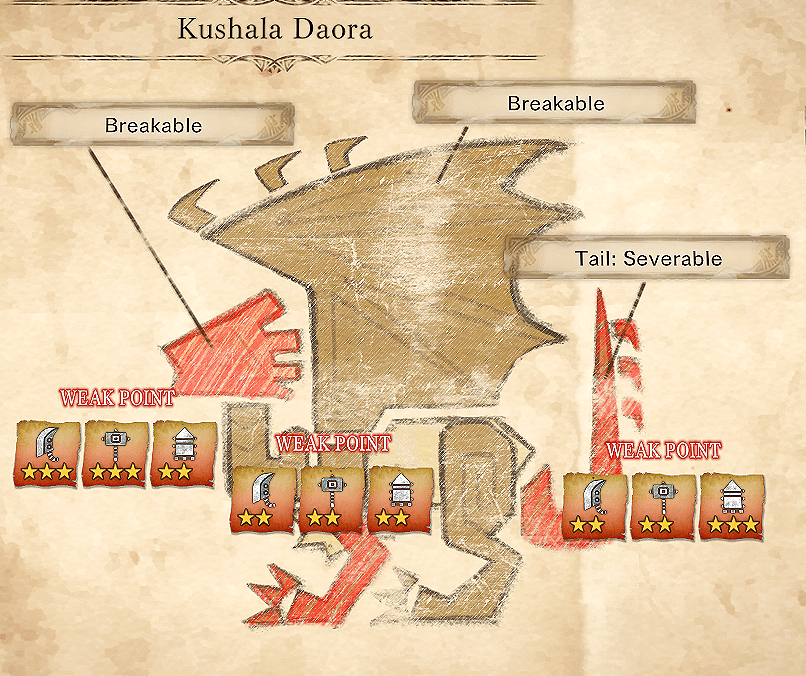 Kushala Daora
Breakable
Breakable
Tail: Severable
WEAK POINT
WEAK POINT
WEAK POINT